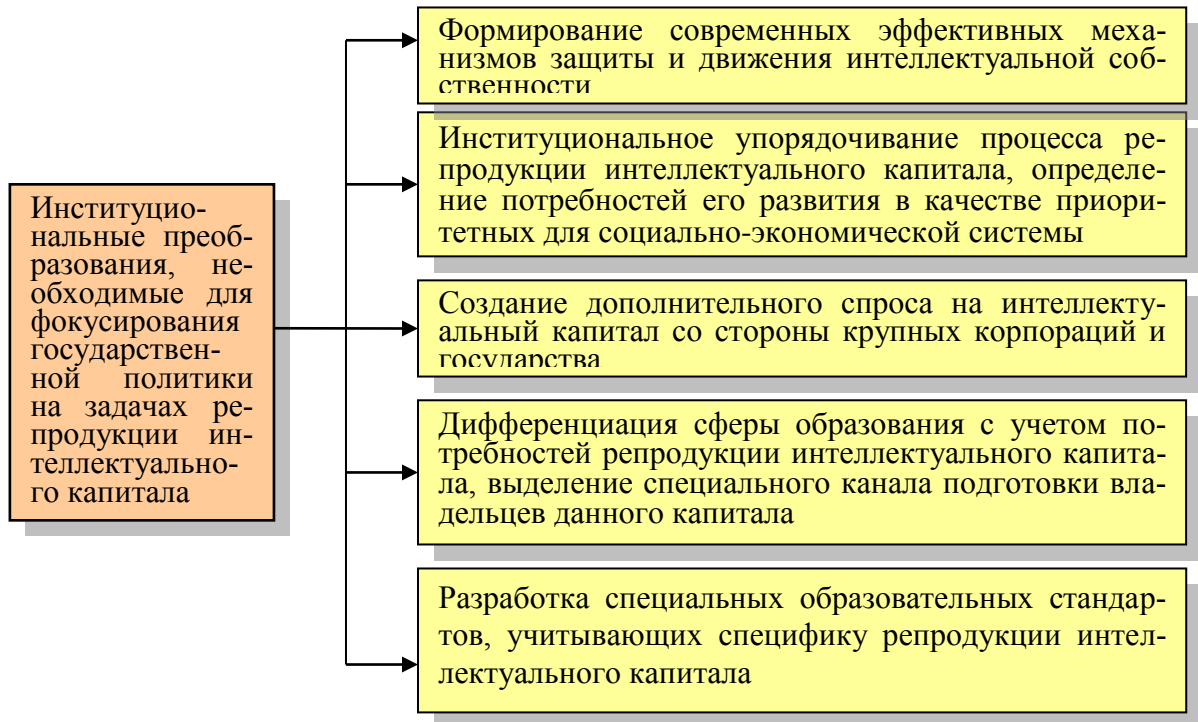 Институцио-
нальные преоб-
разования, не-
обходимые для
фокусирования
государствен-
ной политики
на задачах ре-
продукции ин-
теллектуально-
го капитала
Формирование современных эффективных меха-
низмов защиты и движения интеллектуальной соб-
ственности
Институциональное упорядочивание процесса ре-
продукции интеллектуального капитала, определе-
ние потребностей его развития в качестве приори-
тетных для социально-экономической системы
Создание дополнительного спроса на интеллекту-
альный капитал со стороны крупных корпораций и
государства
Дифференциация сферы образования с учетом по-
требностей репродукции интеллектуального капита-
ла, выделение специального канала подготовки вла-
дельцев данного капитала
Разработка специальных образовательных стандар-
тов, учитывающих специфику репродукции интел-
лектуального капитала